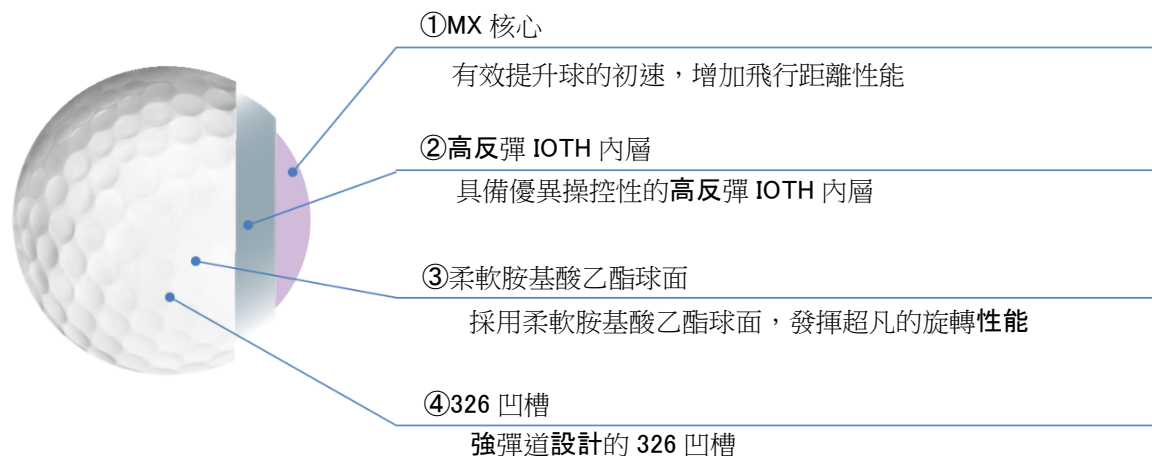 ①MX 核心
有效提升球的初速，增加飛行距離性能
②高反彈 IOTH 內層
具備優異操控性的高反彈 IOTH 內層
③柔軟胺基酸乙酯球面
採用柔軟胺基酸乙酯球面，發揮超凡的旋轉性能
④326 凹槽
強彈道設計的 326 凹槽